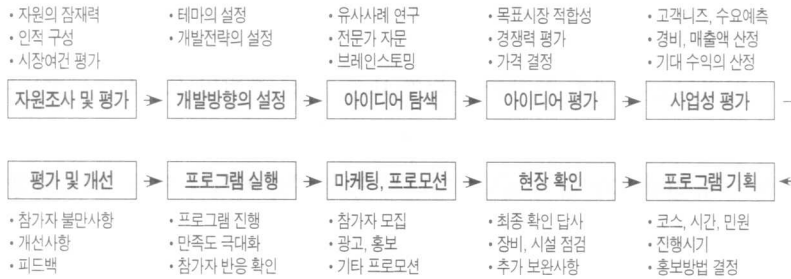 • 자원의 잠재력
• 인적 구성
• 시장여건 평가
• 테마의 설정
• 개발전략의 설정
• 유사사례 연구
• 전문가 자문
• 브레인스토밍
• 목표시장 적합성
• 경쟁력 평가
• 가격 결정
• 고객니즈, 수요예측
• 경비, 매출액 산정
• 기대 수익의 산정
자원조사 및 평가
개발방향의 설정
아이디어 탐색
아이디어 평가
사업성 평가
평가 및 개선
프로그램 실행
마케팅, 프로모션
현장 확인
프로그램 기획
• 참가자 불만사항
• 개선사항
• 피드백
• 프로그램 진행
• 만족도 극대화
• 참가자 반응 확인
• 참가자 모집
• 광고, 홍보
• 기타 프로모션
• 최종 확인 답사
• 장비, 시설 점검
• 추가 보완사항
• 코스, 시간, 민원
• 진행시기
• 홍보방법 결정